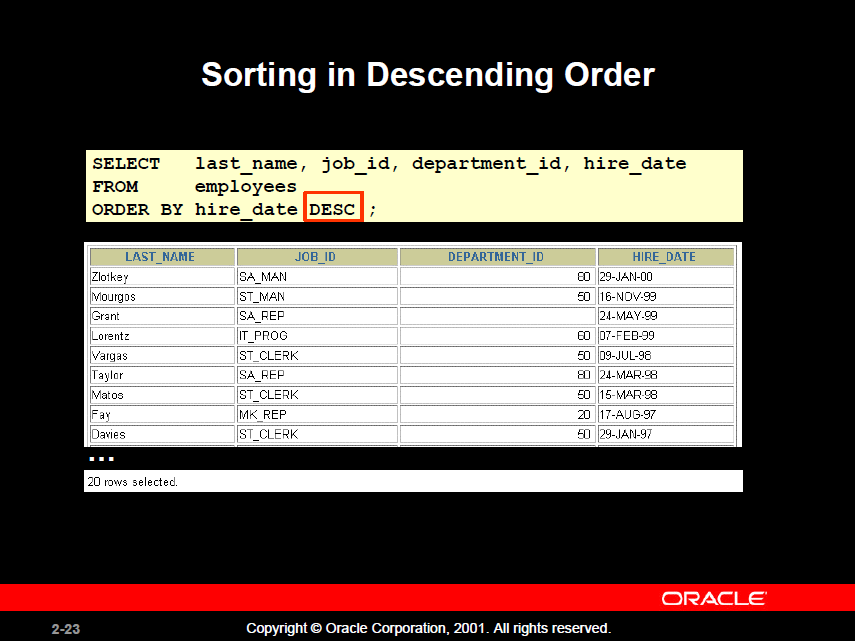 Sorting in Descending Order
SELECT last_name, job_id, department_id, hire_date
FROM employees
ORDER BY hire_date DESC ;
LAST_NAME JOB_ID DEPARTMENT_ID HIRE_DATE
Zlotkey SA_MAN 80 29-JAN-00
Mourgos ST_MAN 50 16-NOV-99
Grant SA_REP 24-MAY-99
Lorentz IT_PROG 60 07-FEB-99
Vargas ST_CLERK 50 09-JUL-98
Taylor SA_REP 80 24-MAR-98
Matos ST_CLERK 50 15-MAR-98
Fay MK_REP 20 17-AUG-97
Davies ST_CLERK 50 29-JAN-97
...
20 rows selected.
ORACLE
2-23 Copyright © Oracle Corporation, 2001. All rights reserved.